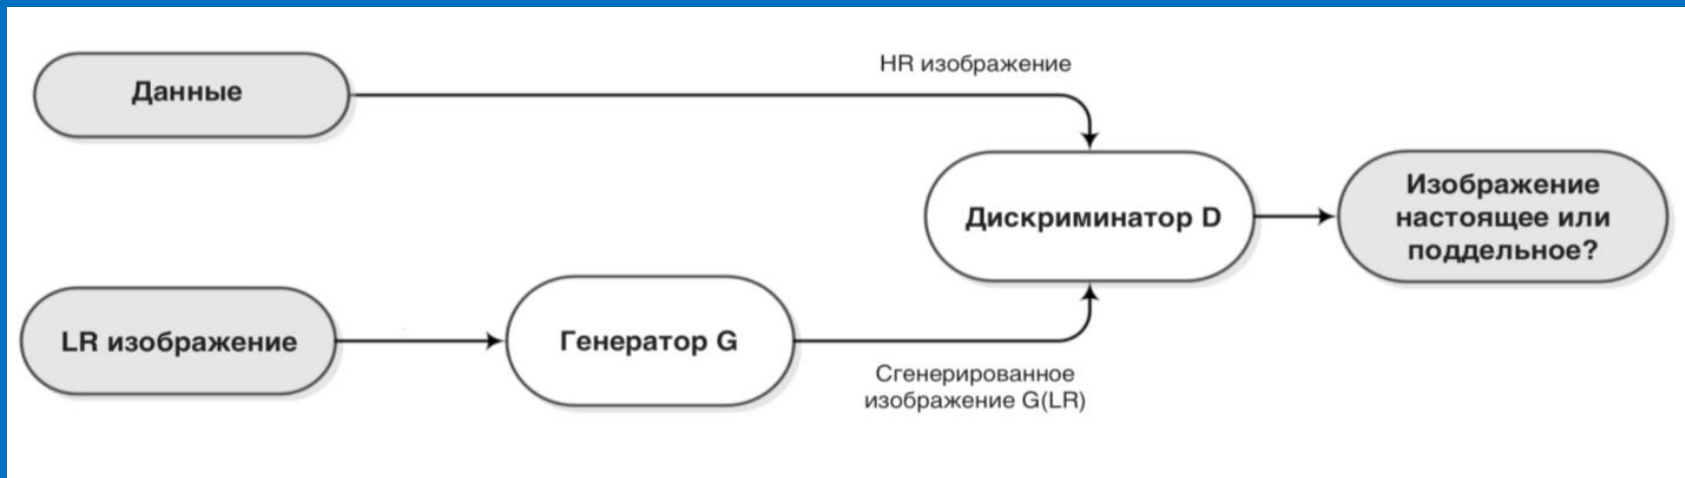 HR изображение
Данные
Дискриминатор D
Изображение
настоящее или
поддельное?
LR изображение
Генератор G
Сгенерированное
изображение G(LR)